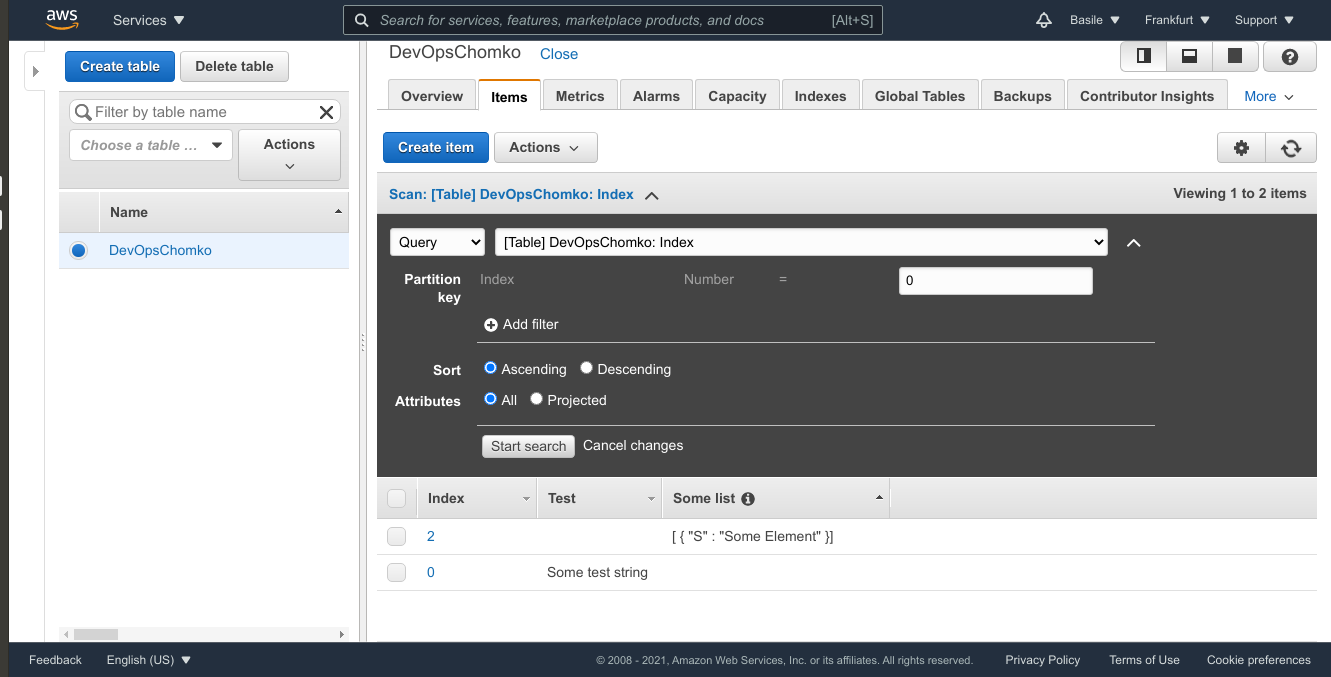 aws Services Search for services, features, marketplace products, and docs [Alt+S] Basile Frankfurt Support
Create table Delete table
Filter by table name
Choose a table ... Actions
Name
DevOpsChomko
DevOpsChomko Close
Overview Items Metrics Alarms Capacity Indexes Global Tables Backups Contributor Insights More
Create item Actions
Scan: [Table] DevOpsChomko: Index Viewing 1 to 2 items
Query [Table] DevOpsChomko: Index
Partition key Index Number = 0
Add filter
Sort Ascending Descending
Attributes All Projected
Start search Cancel changes
Index Test Some list
2 [ { "S" : "Some Element" }]
0 Some test string
Feedback English (US) © 2008 - 2021, Amazon Web Services, Inc. or its affiliates. All rights reserved. Privacy Policy Terms of Use Cookie preferences